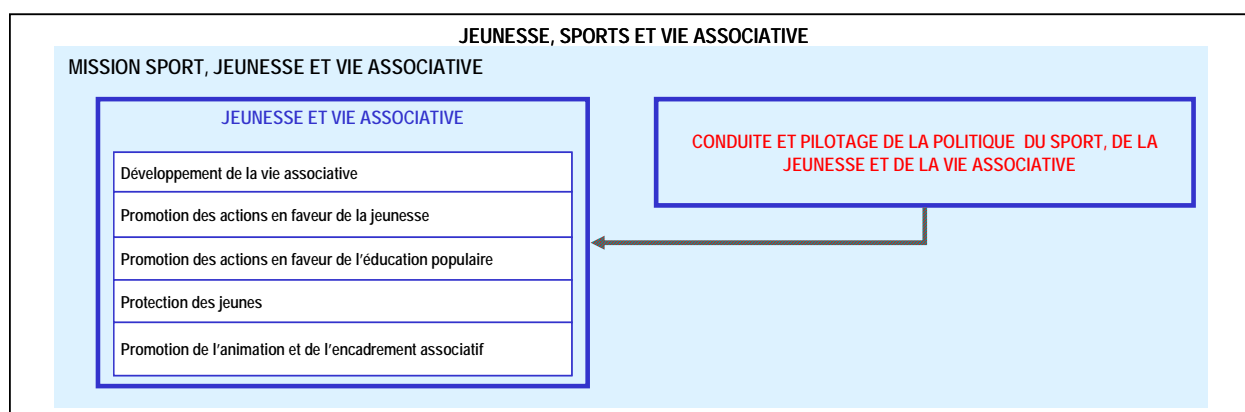 JEUNESSE, SPORTS ET VIE ASSOCIATIVE
MISSION SPORT, JEUNESSE ET VIE ASSOCIATIVE
JEUNESSE ET VIE ASSOCIATIVE
Développement de la vie associative
Promotion des actions en faveur de la jeunesse
Promotion des actions en faveur de l'éducation populaire
Protection des jeunes
Promotion de l'animation et de l'encadrement associatif
CONDUITE ET PILOTAGE DE LA POLITIQUE DU SPORT, DE LA
JEUNESSE ET DE LA VIE ASSOCIATIVE